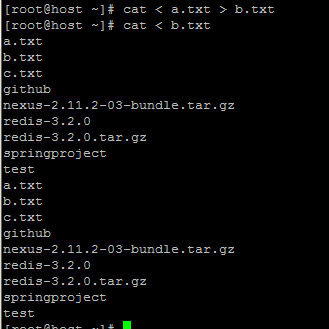 [root@host ~]# cat < a.txt > b.txt
[root@host ~]# cat < b.txt
a.txt
b.txt
c.txt
github
nexus-2.11.2-03-bundle.tar.gz
redis-3.2.0
redis-3.2.0.tar.gz
springproject
test
a.txt
b.txt
c.txt
github
nexus-2.11.2-03-bundle.tar.gz
redis-3.2.0
redis-3.2.0.tar.gz
springproject
test
[root@host ~]#